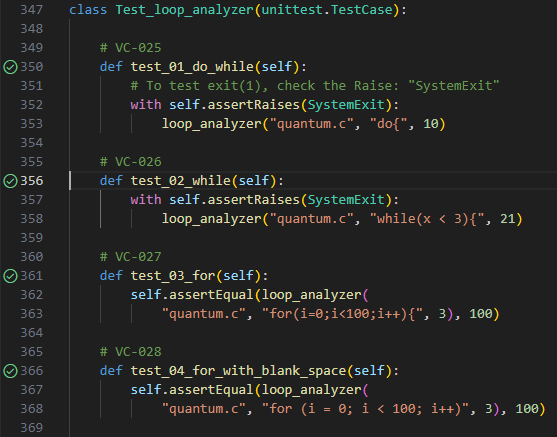 347 class Test_loop_analyzer(unittest.TestCase):
348
349     # VC-025
350     def test_01_do_while(self):
351         # To test exit(1), check the Raise: "SystemExit"
352         with self.assertRaises(SystemExit):
353             loop_analyzer("quantum.c", "do{", 10)
354
355     # VC-026
356     def test_02_while(self):
357         with self.assertRaises(SystemExit):
358             loop_analyzer("quantum.c", "while(x < 3){", 21)
359
360     # VC-027
361     def test_03_for(self):
362         self.assertEqual(loop_analyzer(
363             "quantum.c", "for(i=0;i<100;i++){", 3), 100)
364
365     # VC-028
366     def test_04_for_with_blank_space(self):
367         self.assertEqual(loop_analyzer(
368             "quantum.c", "for (i = 0; i < 100; i++)", 3), 100)
369